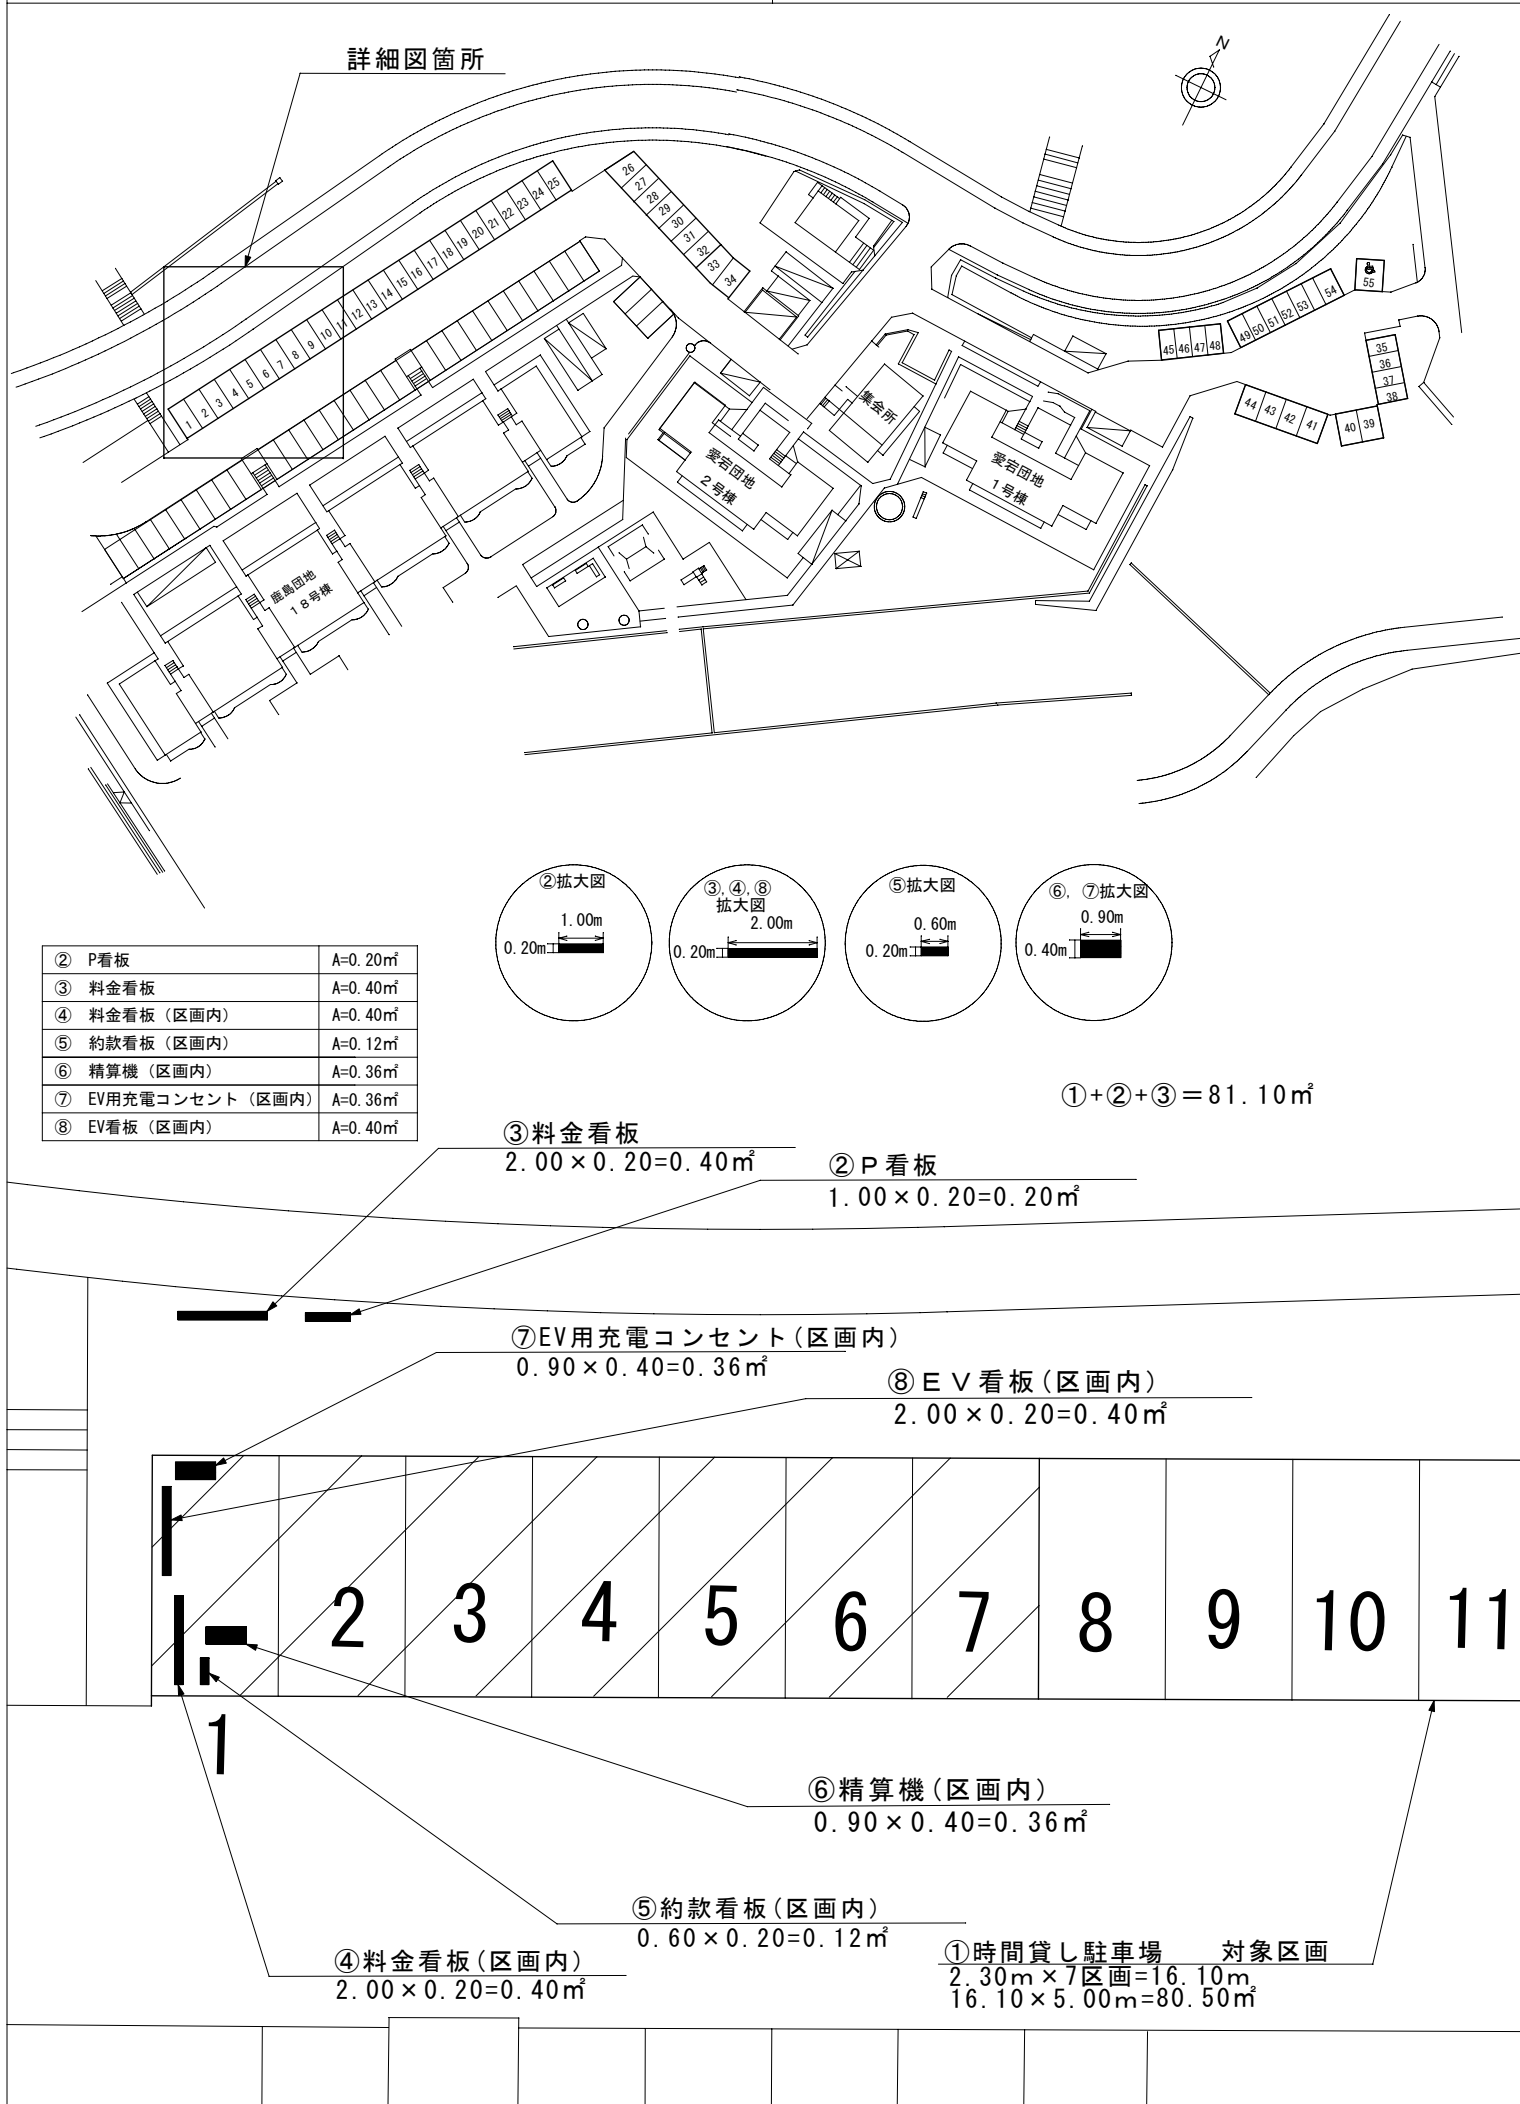 詳細図箇所
N
1 2 3 4 5 6 7 8 9 10 11 12 13 14 15 16 17 18 19 20 21 22 23 24 25
26
27
28
29
30
31
32
33
34
45 46 47 48
49 50 51 52 53 54
55
35
36
37
38
40 39
44 43 42 41
集会所
愛宕団地
2号棟
愛宕団地
1号棟
鹿島団地
18号棟
②拡大図
1.00m
0.20m
③,④,⑧
拡大図
2.00m
0.20m
⑤拡大図
0.60m
0.20m
⑥, ⑦拡大図
0.90m
0.40m
② P看板 A=0.20㎡
③ 料金看板 A=0.40㎡
④ 料金看板（区画内） A=0.40㎡
⑤ 約款看板（区画内） A=0.12㎡
⑥ 精算機（区画内） A=0.36㎡
⑦ EV用充電コンセント（区画内） A=0.36㎡
⑧ EV看板（区画内） A=0.40㎡
①+②+③＝81.10㎡
③料金看板
2.00×0.20=0.40㎡
②Ｐ看板
1.00×0.20=0.20㎡
⑦EV用充電コンセント(区画内)
0.90×0.40=0.36㎡
⑧ＥＶ看板(区画内)
2.00×0.20=0.40㎡
2 3 4 5 6 7 8 9 10 11
1
⑥精算機(区画内)
0.90×0.40=0.36㎡
⑤約款看板(区画内)
0.60×0.20=0.12㎡
④料金看板(区画内)
2.00×0.20=0.40㎡
①時間貸し駐車場　対象区画
2.30ｍ×7区画=16.10ｍ
16.10×5.00ｍ=80.50㎡